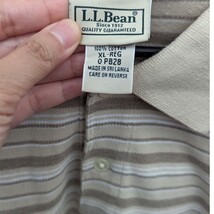 L.L.Bean
Since 1912
QUALITY GUARANTEED
100% COTTON
XL-REG
0 PB28
MADE IN SRI LANKA
CARE ON REVERSE